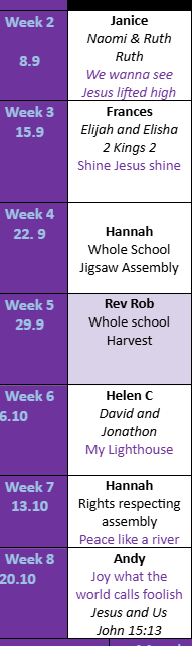 Week 2
8.9
Janice
Naomi & Ruth
Ruth
We wanna see
Jesus lifted high
Week 3
15.9
Frances
Elijah and Elisha
2 Kings 2
Shine Jesus shine
Week 4
22. 9
Hannah
Whole School
Jigsaw Assembly
Week 5
29.9
Rev Rob
Whole school
Harvest
Week 6
6.10
Helen C
David and
Jonathon
My Lighthouse
Week 7
13.10
Hannah
Rights respecting
assembly
Peace like a river
Week 8
20.10
Andy
Joy what the
world calls foolish
Jesus and Us
John 15:13